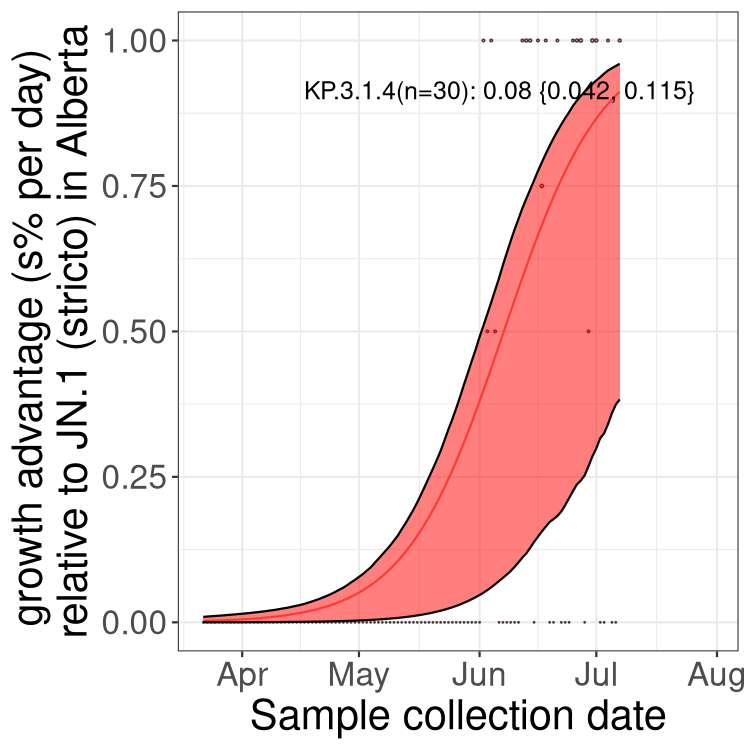 growth advantage (s% per day)
relative to JN.1 (stricto) in Alberta
1.00
0.75
0.50
0.25
0.00
KP.3.1.4(n=30): 0.08 {0.042, 0.115}
Apr May Jun Jul Aug
Sample collection date